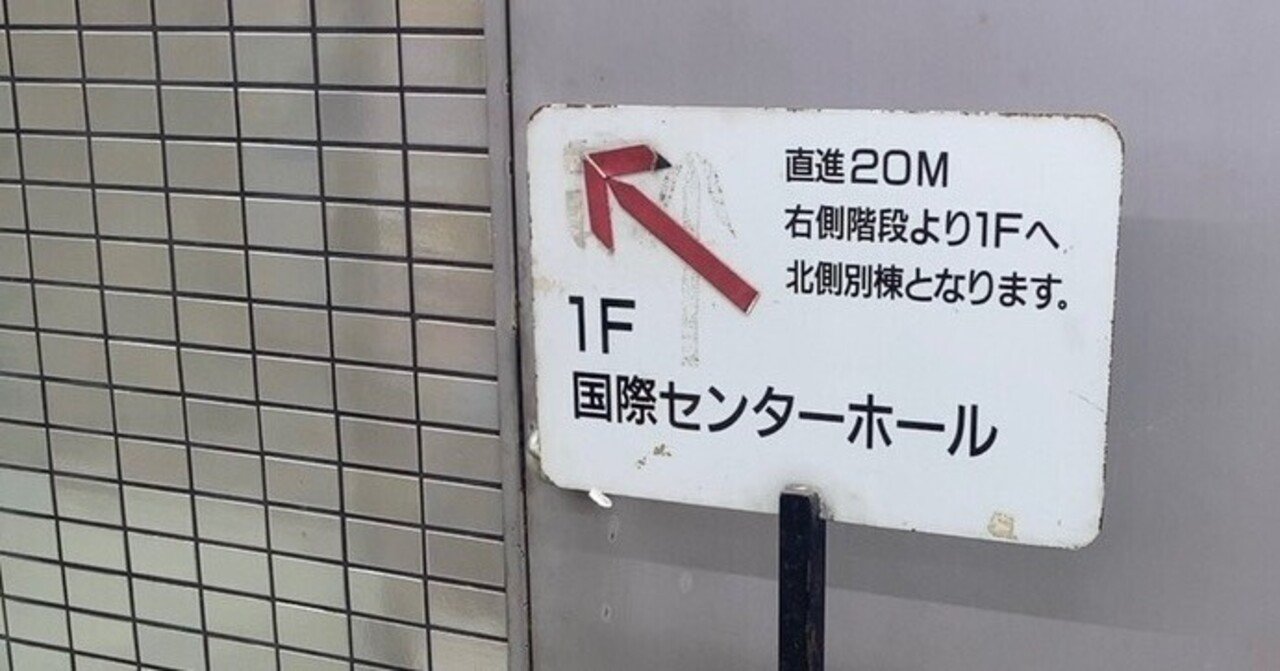 直進20M
右側階段より1Fへ
北側別棟となります。
1F
国際センターホール